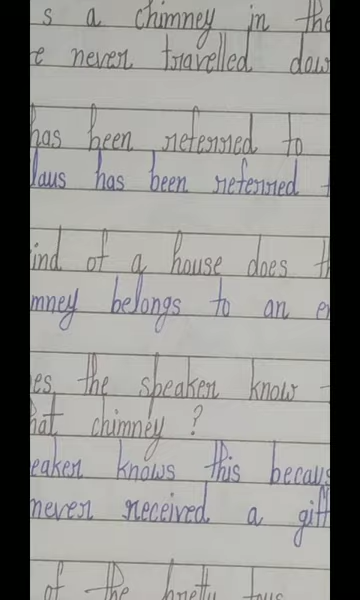 s a chimney in the
e never travelled dow
has been referred to
laus has been referred
ind of a house does th
mney belongs to an e
es the speaker know
hat chimney ?
eaker knows this becaus
never received a gift
of the pretty toys